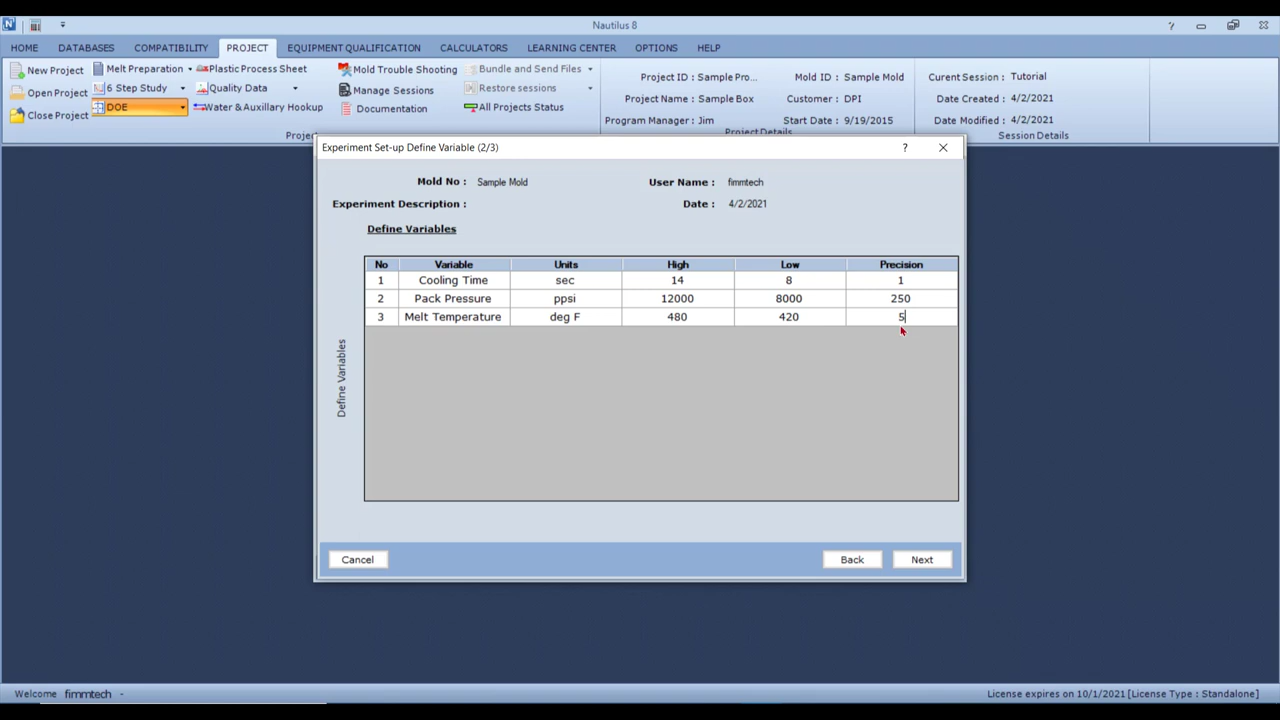 Nautilus 8
HOME DATABASES COMPATIBILITY PROJECT EQUIPMENT QUALIFICATION CALCULATORS LEARNING CENTER OPTIONS HELP
New Project Melt Preparation Plastic Process Sheet Mold Trouble Shooting Bundle and Send Files
Open Project 6 Step Study Quality Data Manage Sessions Restore sessions
Close Project DOE Water & Auxillary Hookup Documentation All Projects Status
Project ID : Sample Pro... Mold ID : Sample Mold Curent Session : Tutorial
Project Name : Sample Box Customer : DPI Date Created : 4/2/2021
Program Manager : Jim Start Date : 9/19/2015 Date Modified : 4/2/2021
Project Details Session Details
Experiment Set-up Define Variable (2/3) ?
Mold No : Sample Mold User Name : fimmtech
Experiment Description : Date : 4/2/2021
Define Variables
No Variable Units High Low Precision
1 Cooling Time sec 14 8 1
2 Pack Pressure ppsi 12000 8000 250
3 Melt Temperature deg F 480 420 5
Define Variables
Cancel Back Next
Welcome fimmtech - License expires on 10/1/2021 [License Type : Standalone]